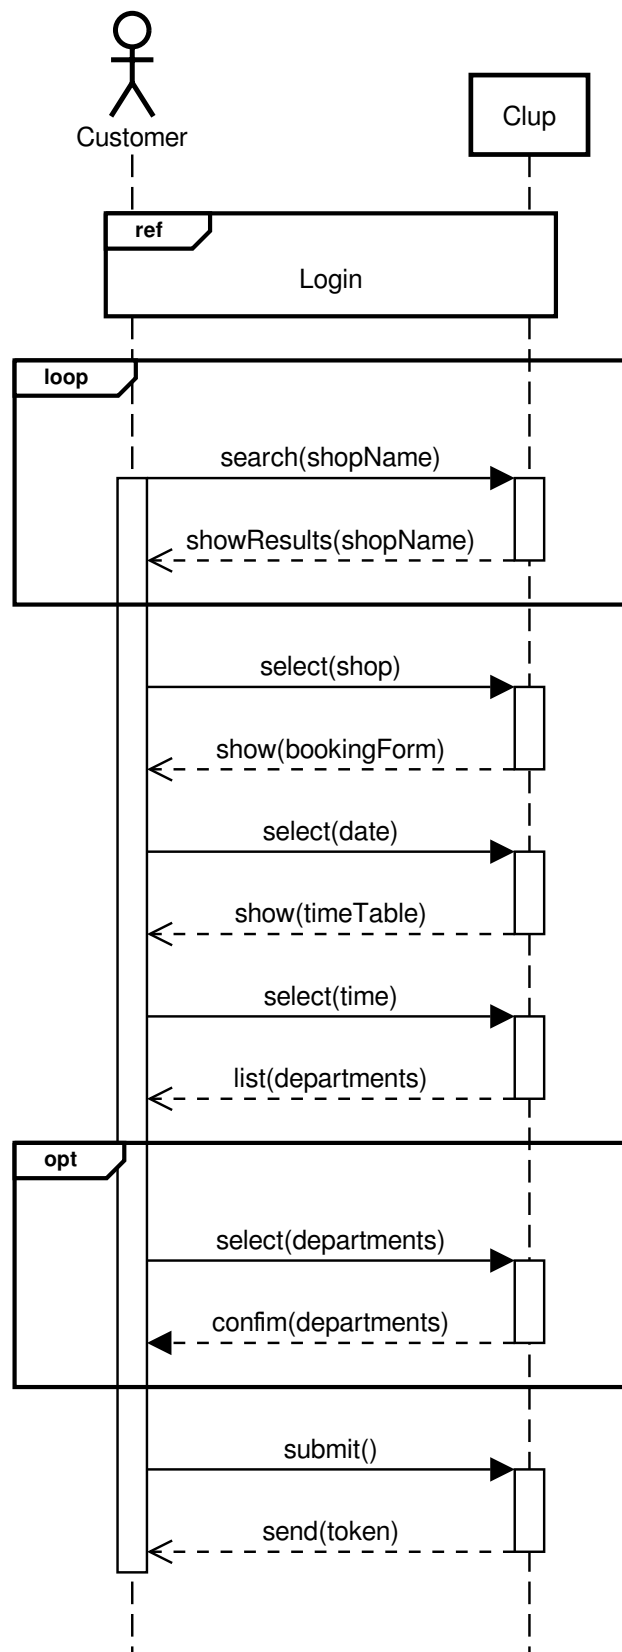 Customer
Clup
ref
Login
loop
search(shopName)
showResults(shopName)
select(shop)
show(bookingForm)
select(date)
show(timeTable)
select(time)
list(departments)
opt
select(departments)
confim(departments)
submit()
send(token)